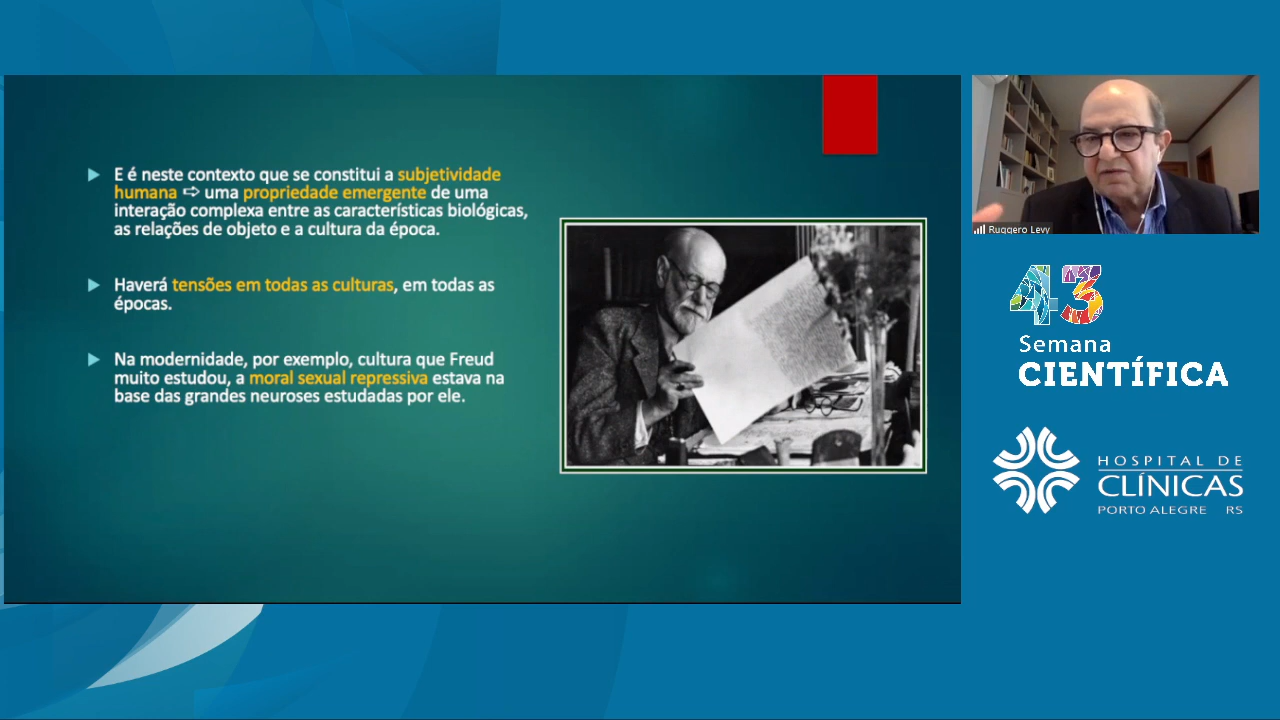 E é neste contexto que se constitui a subjetividade
humana ⇨ uma propriedade emergente de uma
interação complexa entre as características biológicas,
as relações de objeto e a cultura da época.
Haverá tensões em todas as culturas, em todas as
épocas.
Na modernidade, por exemplo, cultura que Freud
muito estudou, a moral sexual repressiva estava na
base das grandes neuroses estudadas por ele.
Ruggero Levy
43
Semana
CIENTÍFICA
HOSPITAL DE
CLÍNICAS
PORTO ALEGRE RS